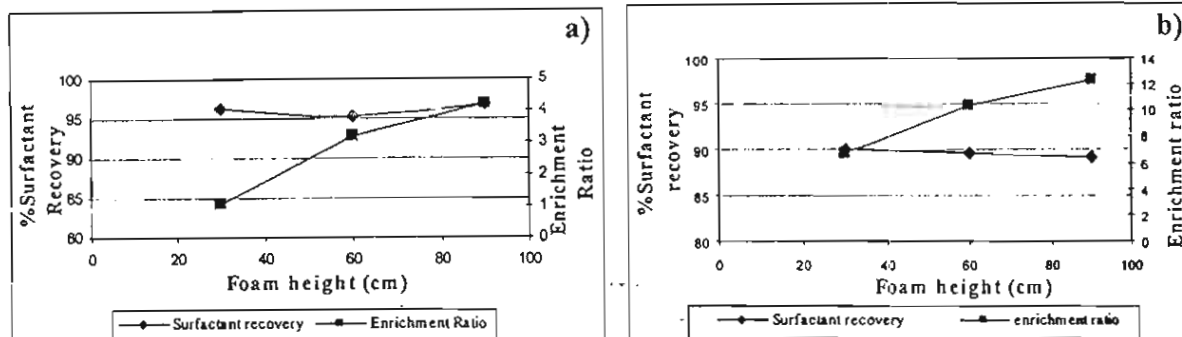 a)
%Surfactant
Recovery
100
95
90
85
80
5
4
3
2
1
0
Enrichment
Ratio
0
20
40
60
80
100
Foam height (cm)
Surfactant recovery
Enrichment Ratio
b)
%Surfactant
recovery
100
95
90
85
80
14
12
10
8
6
4
2
0
Enrichment ratio
0
20
40
60
80
100
Foam height (cm)
Surfactant recovery
enrichment ratio